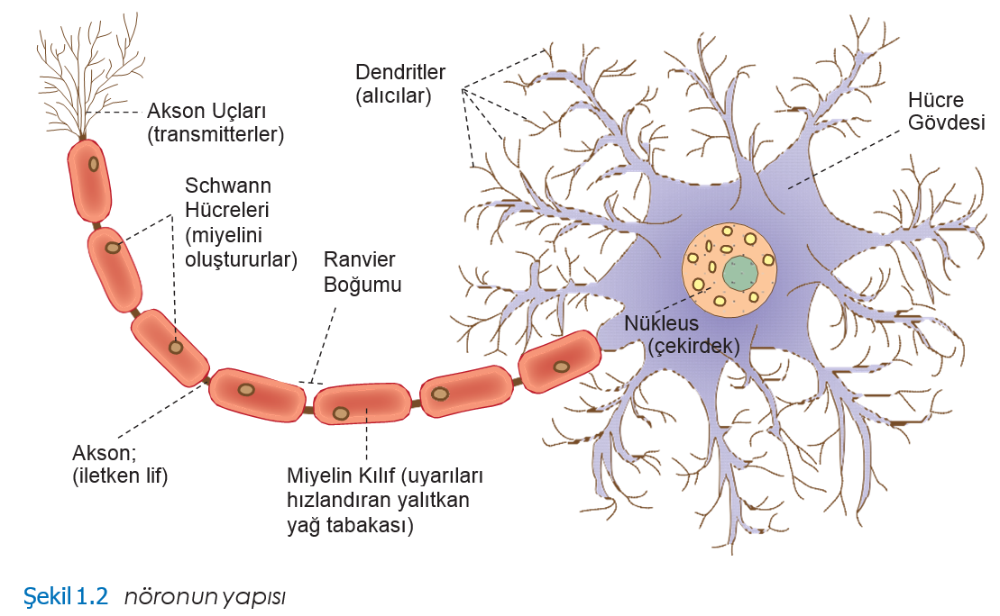 Dendritler
(alıcılar)
Hücre
Gövdesi
Akson Uçları
(transmitterler)
Schwann
Hücreleri
(miyelini
oluştururlar)
Ranvier
Boğumu
Nükleus
(çekirdek)
Akson;
(iletken lif)
Miyelin Kılıf (uyarıları
hızlandıran yalıtkan
yağ tabakası)
Şekil 1.2 nöronun yapısı